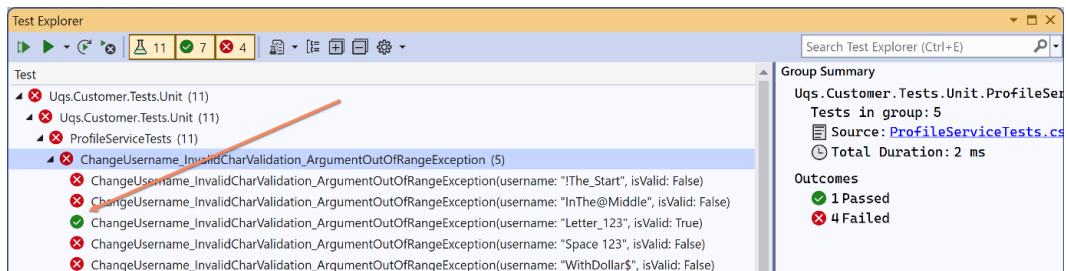 Test Explorer
11 7 4
Search Test Explorer (Ctrl+E)
Test
Uqs.Customer.Tests.Unit (11)
Uqs.Customer.Tests.Unit (11)
ProfileServiceTests (11)
ChangeUsername_InvalidCharValidation_ArgumentOutOfRangeException (5)
ChangeUsername_InvalidCharValidation_ArgumentOutOfRangeException(username: "!The_Start", isValid: False)
ChangeUsername_InvalidCharValidation_ArgumentOutOfRangeException(username: "InThe@Middle", isValid: False)
ChangeUsername_InvalidCharValidation_ArgumentOutOfRangeException(username: "Letter_123", isValid: True)
ChangeUsername_InvalidCharValidation_ArgumentOutOfRangeException(username: "Space 123", isValid: False)
ChangeUsername_InvalidCharValidation_ArgumentOutOfRangeException(username: "WithDollar$", isValid: False)
Group Summary
Uqs.Customer.Tests.Unit.ProfileSer
Tests in group: 5
Source: ProfileServiceTests.cs
Total Duration: 2 ms
Outcomes
1 Passed
4 Failed